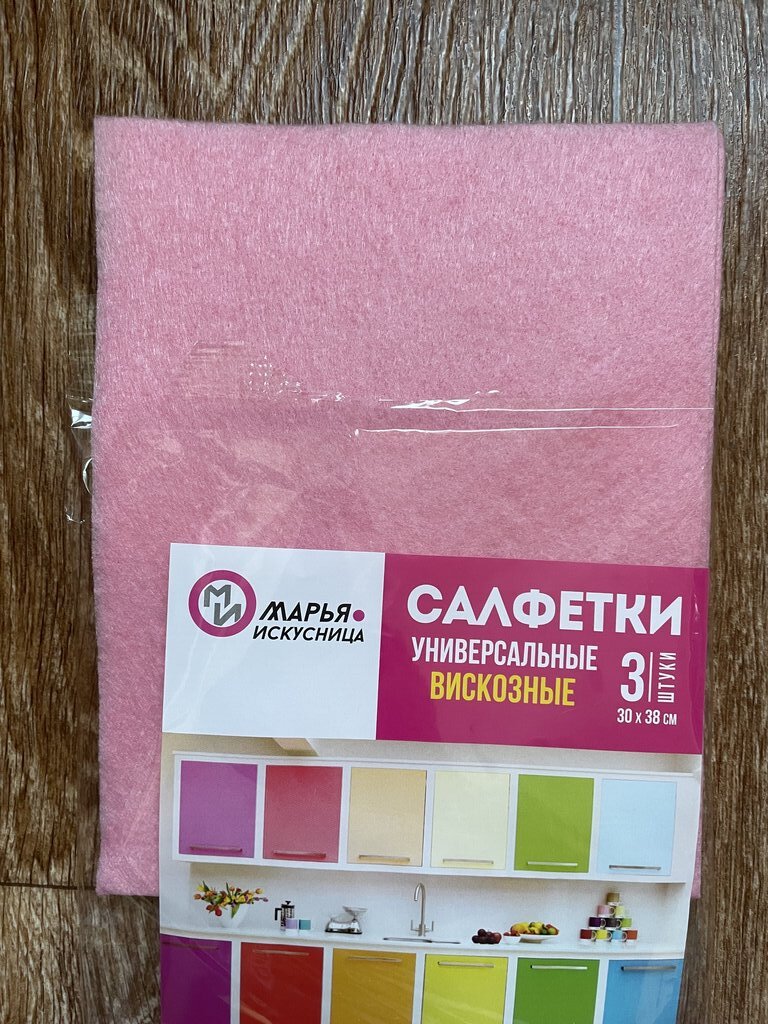 МИ
МАРЬЯ
ИСКУСНИЦА
САЛФЕТКИ
УНИВЕРСАЛЬНЫЕ
ВИСКОЗНЫЕ
3 ШТУКИ
30 х 38 см